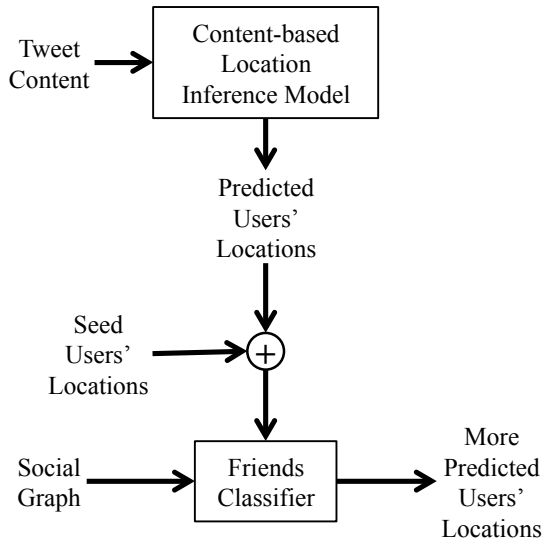 Tweet
Content
Content-based
Location
Inference Model
Predicted
Users’
Locations
Seed
Users’
Locations
+
Social
Graph
Friends
Classifier
More
Predicted
Users’
Locations